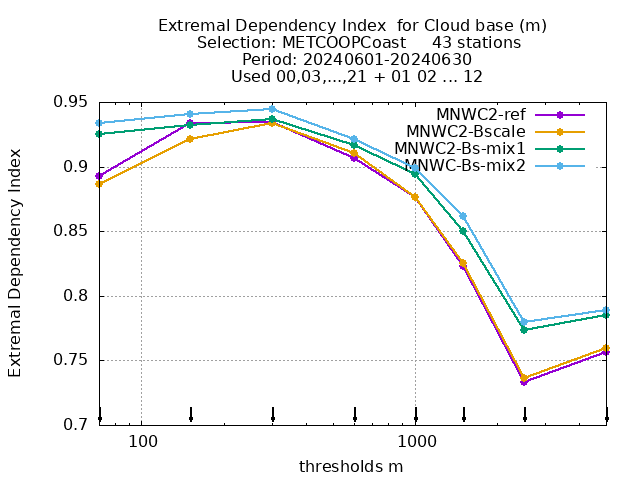 Extremal Dependency Index  for Cloud base (m)
Selection: METCOOPCoast     43 stations
Period: 20240601-20240630
Used 00,03,...,21 + 01 02 ... 12
MNWC2-ref
MNWC2-Bscale
MNWC2-Bs-mix1
MNWC-Bs-mix2
0.95
0.9
0.85
0.8
0.75
0.7
Extremal Dependency Index
100
1000
thresholds m